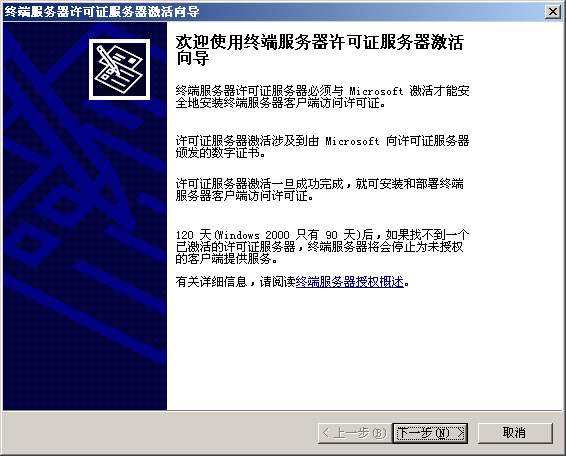 终端服务器许可证服务器激活向导
欢迎使用终端服务器许可证服务器激活
向导
终端服务器许可证服务器必须与 Microsoft 激活才能安
全地安装终端服务器客户端访问许可证。
许可证服务器激活涉及到由 Microsoft 向许可证服务器
颁发的数字证书。
许可证服务器激活一旦成功完成，就可安装和部署终端
服务器客户端访问许可证。
120 天(Windows 2000 只有 90 天)后，如果找不到一个
已激活的许可证服务器，终端服务器将会停止为未授权
的客户端提供服务。
有关详细信息，请阅读终端服务器授权概述。
< 上一步(B) 下一步(N) > 取消